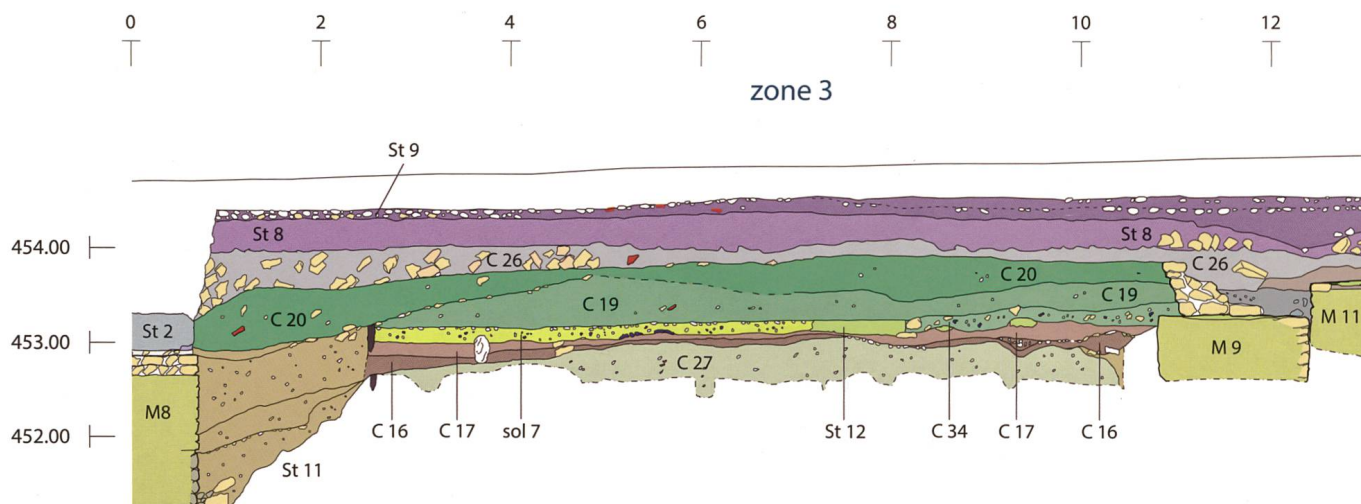 0 2 4 6 8 10 12
zone 3
St 9
St 8 St 8
454.00
C 26 C 26
C 20
C 19 C 19
C 20
St 2 M 11
453.00
M 9
C 27
M8
C 16 C 17 sol 7 St 12 C 34 C 17 C 16
452.00
St 11